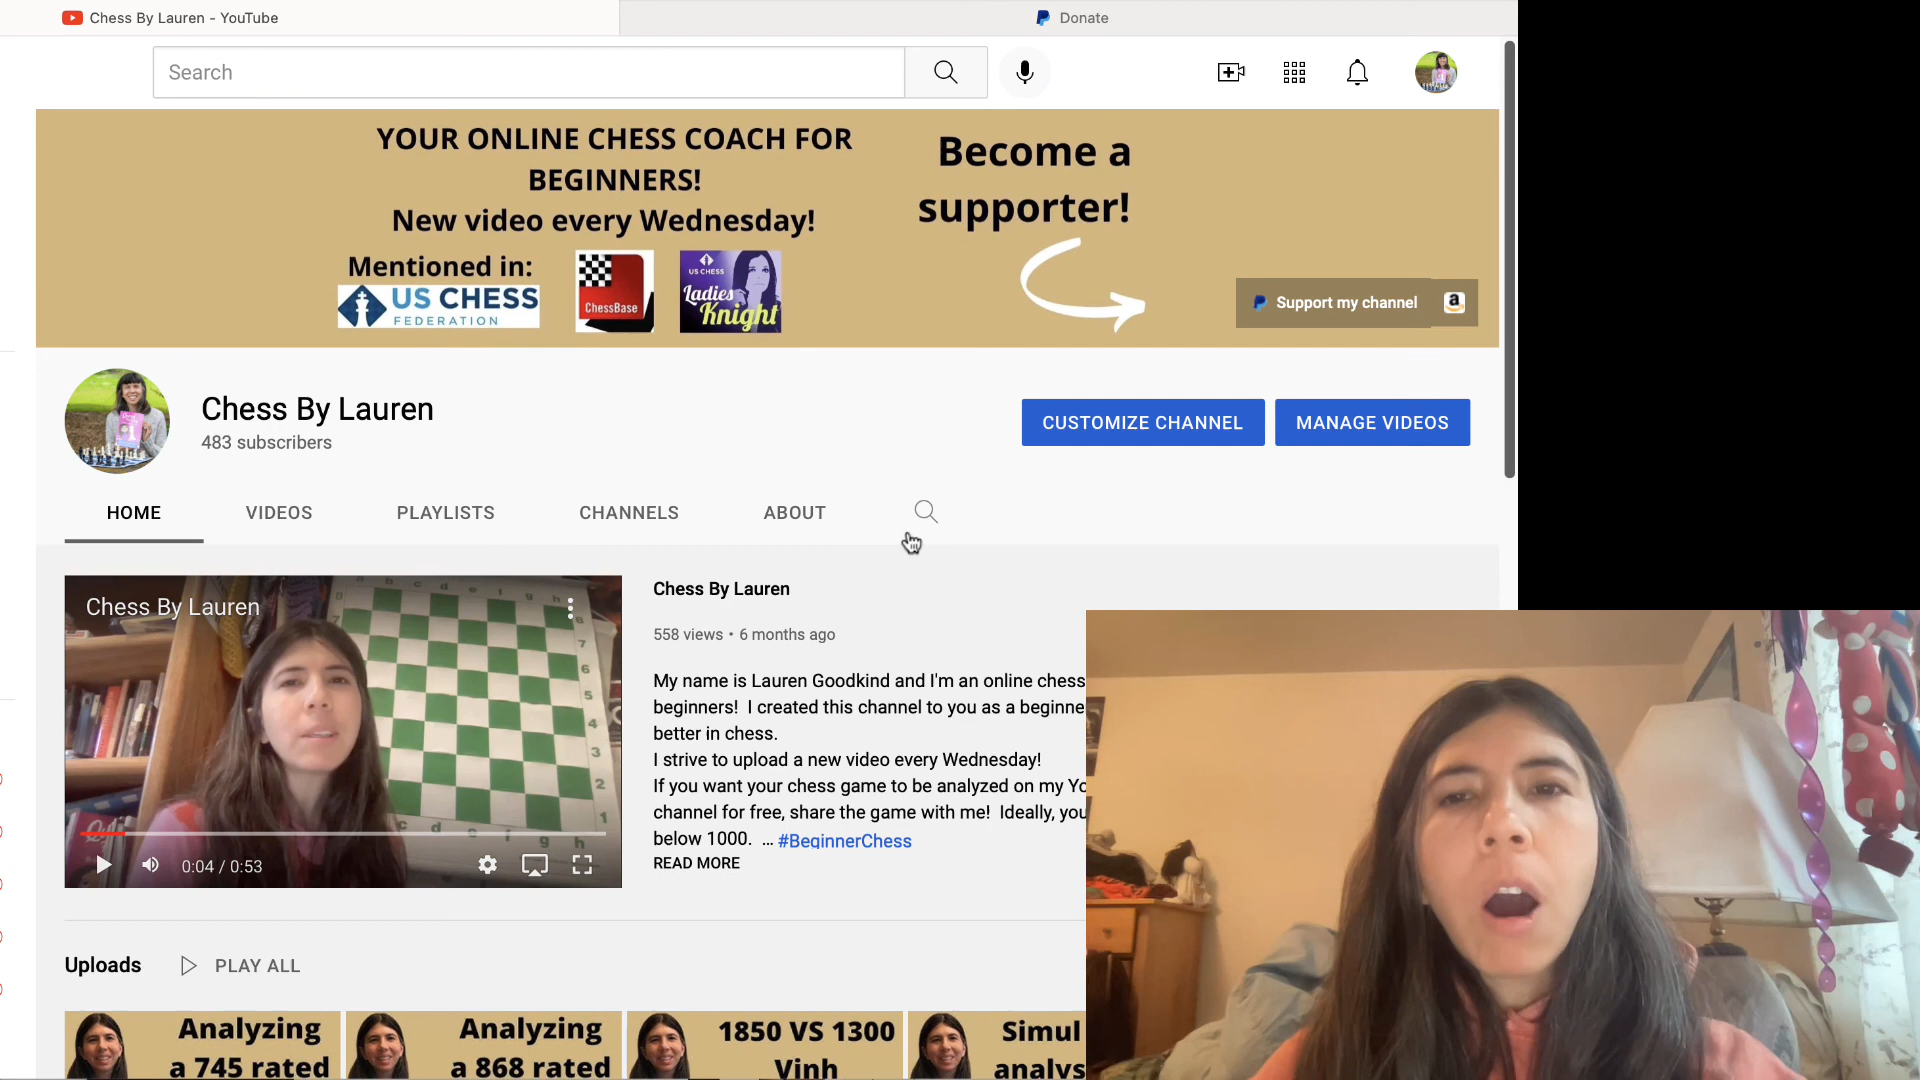 Chess By Lauren - YouTube
Donate
Search
YOUR ONLINE CHESS COACH FOR
BEGINNERS!
New video every Wednesday!
Mentioned in:
US CHESS
FEDERATION
ChessBase
US CHESS
Ladies
Knight
Become a
supporter!
Support my channel
Chess By Lauren
483 subscribers
CUSTOMIZE CHANNEL
MANAGE VIDEOS
HOME
VIDEOS
PLAYLISTS
CHANNELS
ABOUT
Chess By Lauren
0:04 / 0:53
Chess By Lauren
558 views • 6 months ago
My name is Lauren Goodkind and I'm an online chess
beginners! I created this channel to you as a beginne
better in chess.
I strive to upload a new video every Wednesday!
If you want your chess game to be analyzed on my Yo
channel for free, share the game with me! Ideally, you
below 1000. ... #BeginnerChess
READ MORE
Uploads
PLAY ALL
Analyzing
a 745 rated
Analyzing
a 868 rated
1850 VS 1300
Vinh
Simul
analys